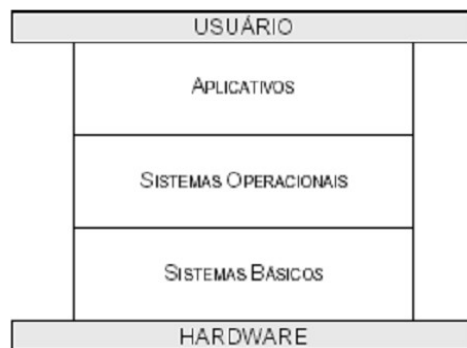 USUÁRIO
APLICATIVOS
SISTEMAS OPERACIONAIS
SISTEMAS BÁSICOS
HARDWARE